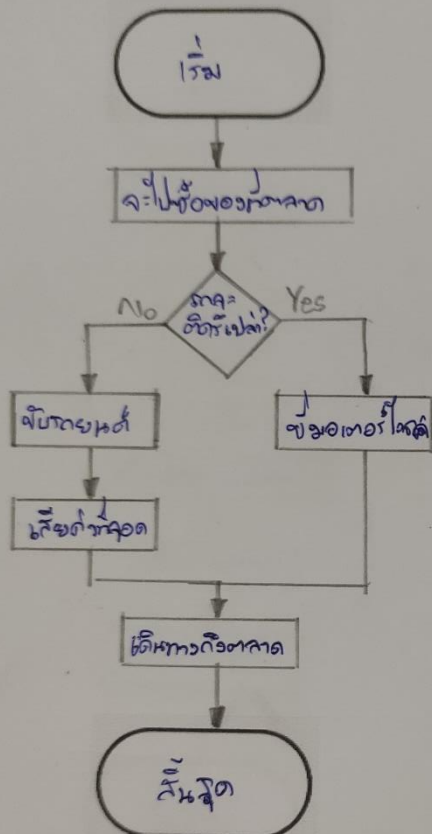 เริ่ม
จะไปซื้อของที่ตลาด
รถจะ
ติดรึเปล่า?
No
Yes
ขับรถยนต์
ขี่มอเตอร์ไซค์
เสียค่าที่จอด
เดินทางถึงตลาด
สิ้นสุด